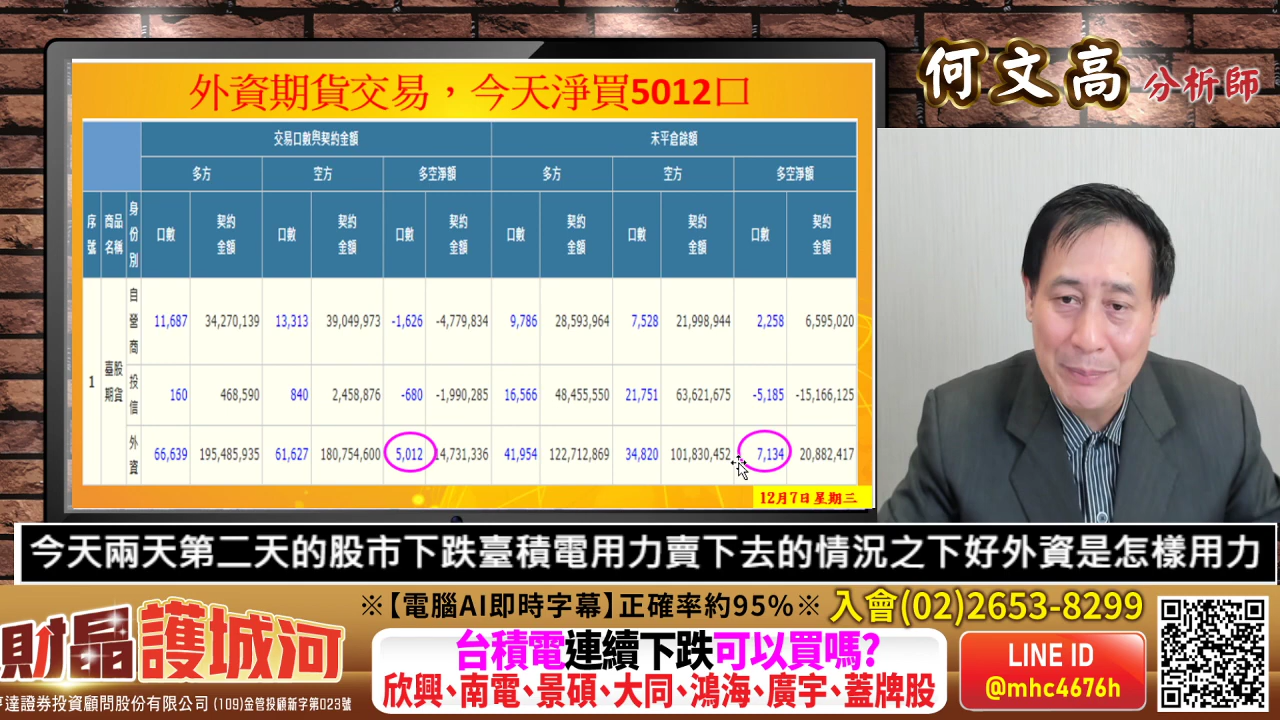 外資期貨交易，今天淨買5012口
何文高 分析師
交易口數與契約金額 未平倉餘額
多方 空方 多空淨額 多方 空方 多空淨額
序號 商品名稱 身份別 口數 契約金額 口數 契約金額 口數 契約金額 口數 契約金額 口數 契約金額 口數 契約金額
1 臺股期貨 自營商 11,687 34,270,139 13,313 39,049,973 -1,626 -4,779,834 9,786 28,593,964 7,528 21,998,944 2,258 6,595,020
投信 160 468,590 840 2,458,876 -680 -1,990,285 16,566 48,455,550 21,751 63,621,675 -5,185 -15,166,125
外資 66,639 195,485,935 61,627 180,754,600 5,012 14,731,336 41,954 122,712,869 34,820 101,830,452 7,134 20,882,417
12月7日星期三
今天兩天第二天的股市下跌臺積電用力賣下去的情況之下好外資是怎樣用力
※【電腦AI即時字幕】正確率約95%※ 入會(02)2653-8299
財晶護城河
台積電連續下跌可以買嗎?
欣興、南電、景碩、大同、鴻海、廣宇、蓋牌股
LINE ID
@mhc4676h
亨達證券投資顧問股份有限公司 (109)金管投顧新字第023號